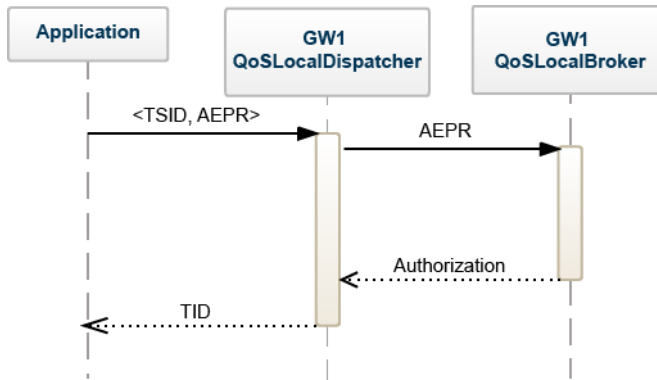 Application
GW1
QoSLocalDispatcher
GW1
QoSLocalBroker
<TSID, AEPR>
AEPR
Authorization
TID